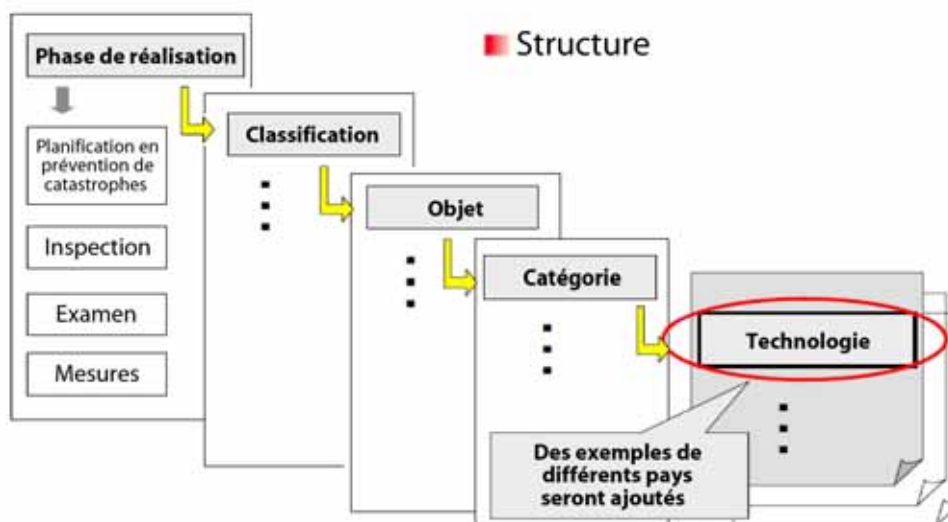 Structure
Phase de réalisation
Planification en
prévention de
catastrophes
Inspection
Examen
Mesures
Classification
Objet
Catégorie
Technologie
Des exemples de
différents pays
seront ajoutés